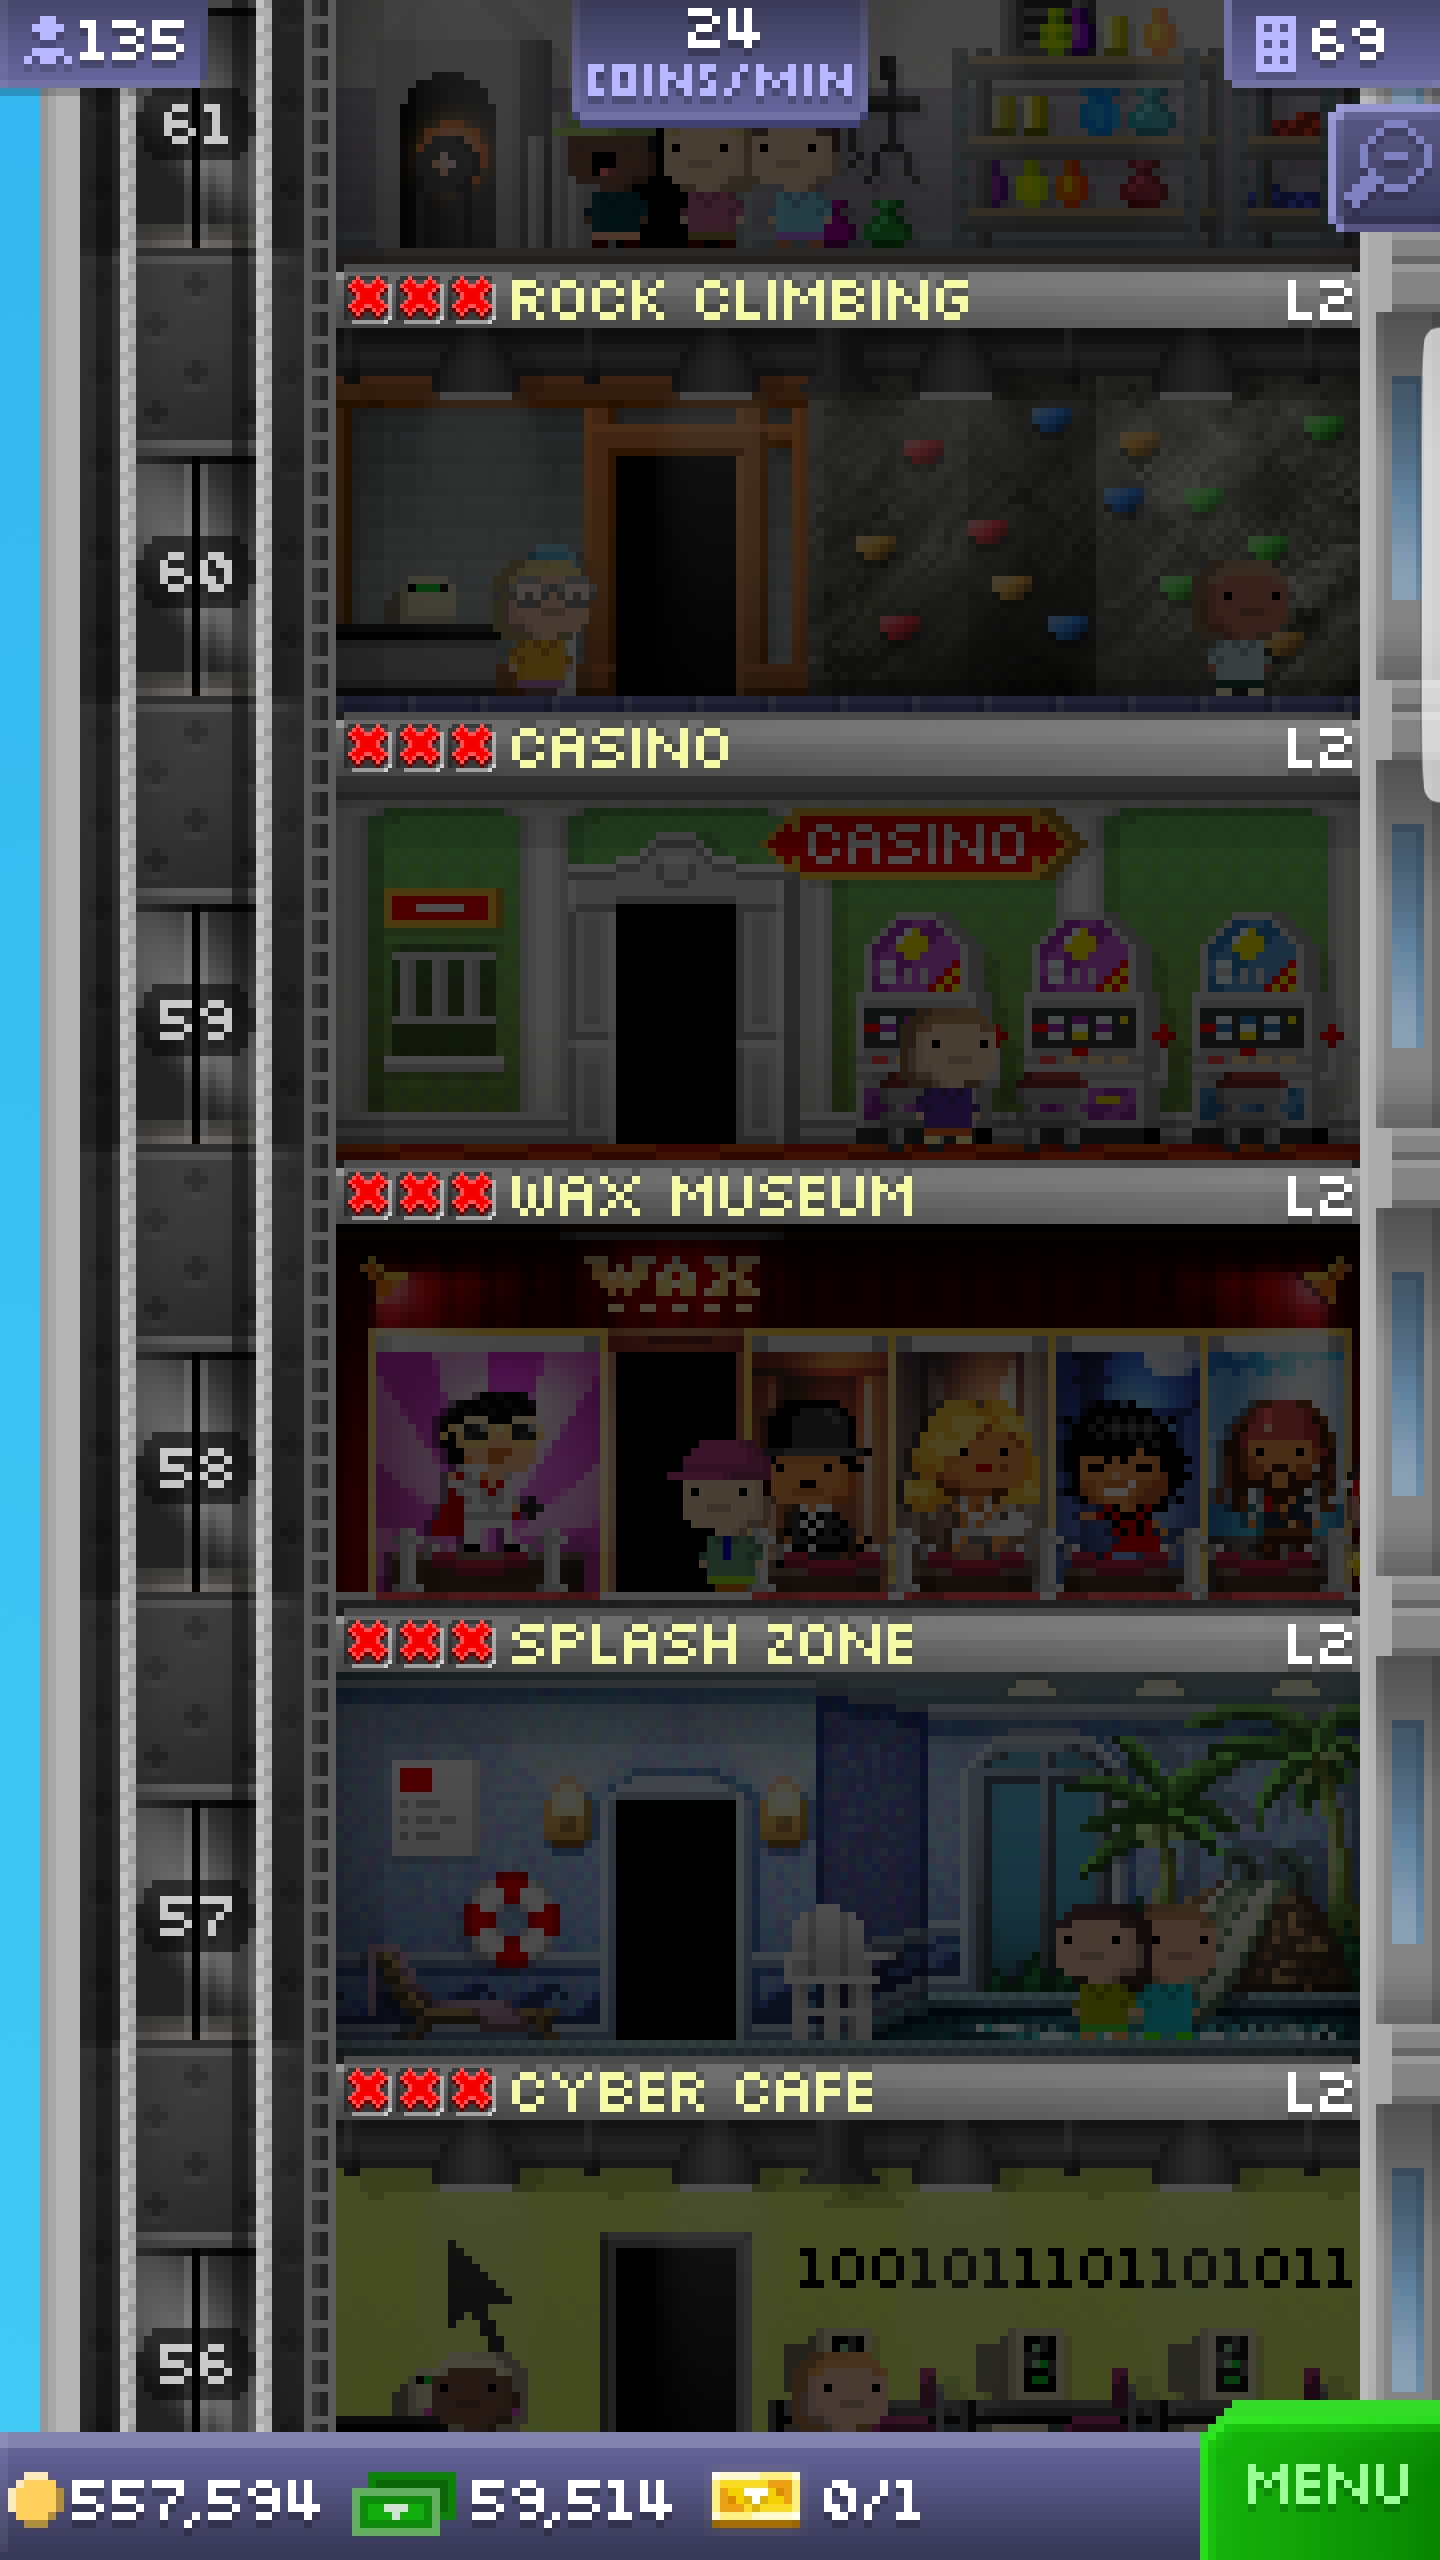 135
24
COINS/MIN
69
61
ROCK CLIMBING L2
60
CASINO L2
CASINO
59
WAX MUSEUM L2
WAX
58
SPLASH ZONE L2
57
CYBER CAFE L2
10010111101101011
56
557,594 59,514 0/1
MENU